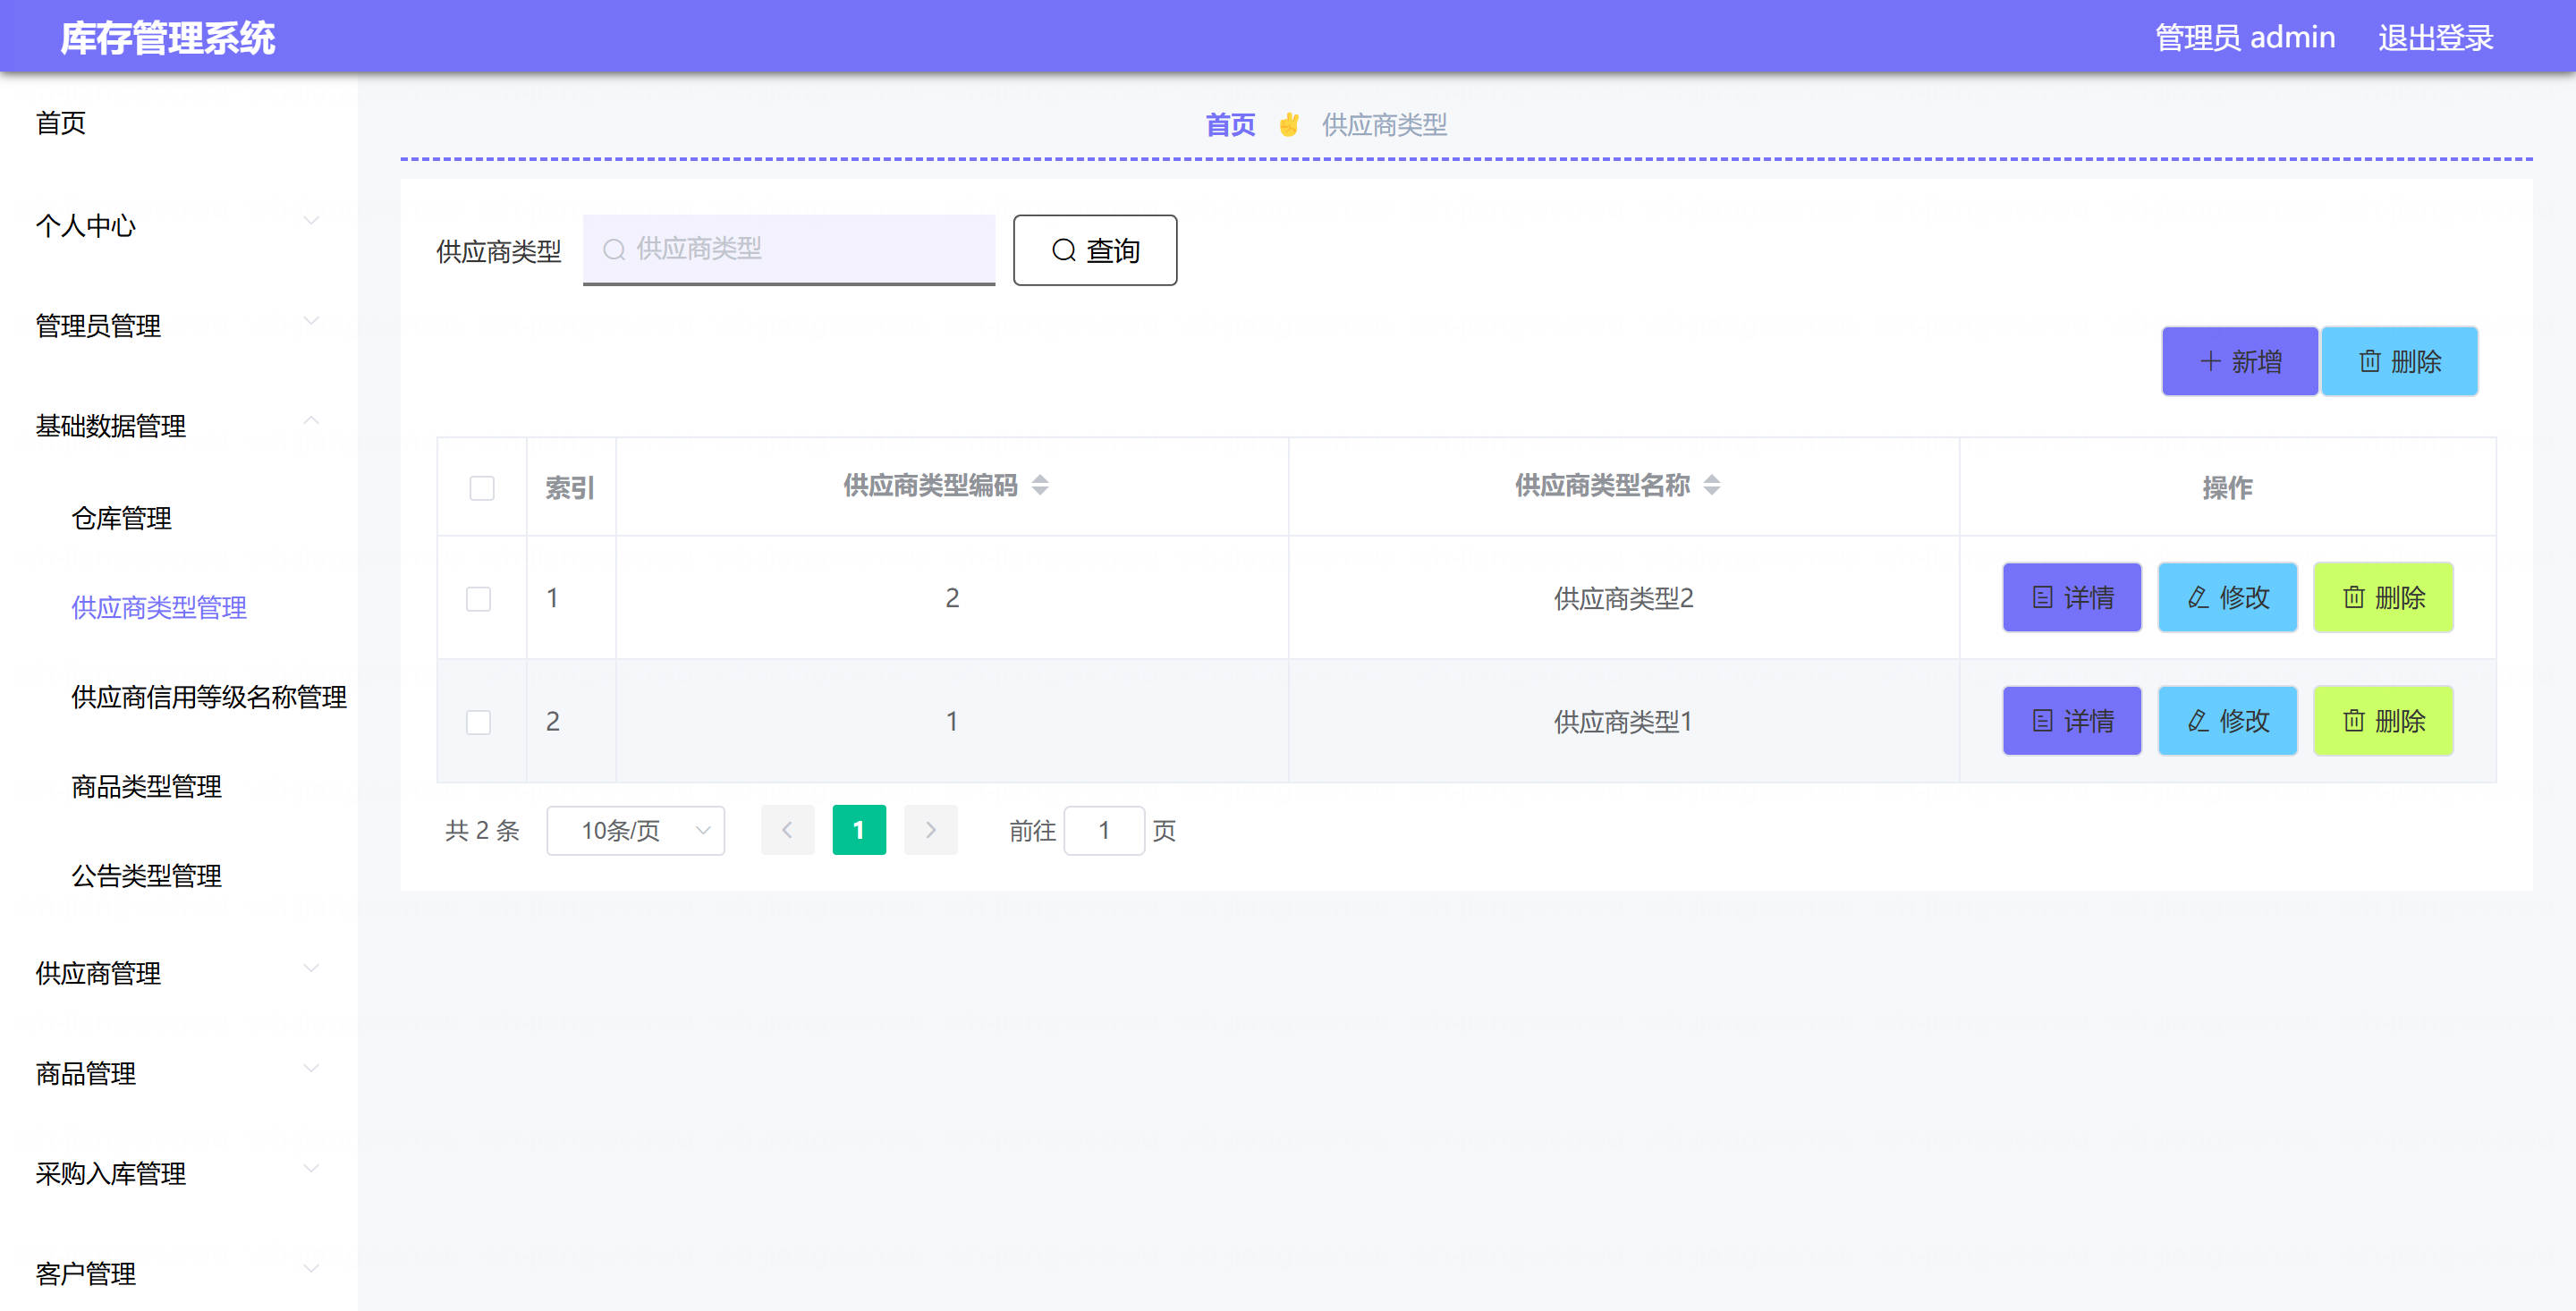 库存管理系统
管理员 admin 退出登录
首页
个人中心
管理员管理
基础数据管理
仓库管理
供应商类型管理
供应商信用等级名称管理
商品类型管理
公告类型管理
供应商管理
商品管理
采购入库管理
客户管理
首页 ✌ 供应商类型
供应商类型 供应商类型 查询
新增 删除
索引 供应商类型编码 供应商类型名称 操作
1 2 供应商类型2 详情 修改 删除
2 1 供应商类型1 详情 修改 删除
共 2 条 10条/页 1 前往 1 页